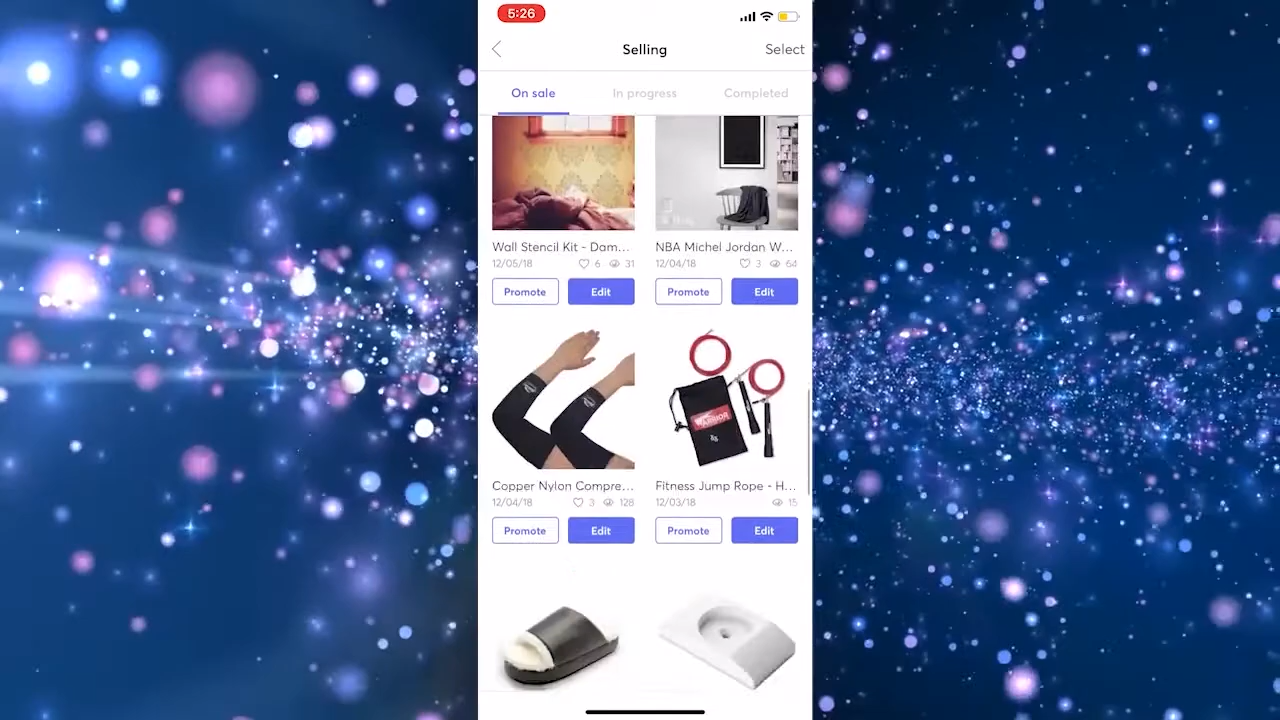 5:26
Selling
Select
On sale
In progress
Completed
Wall Stencil Kit - Dam...
NBA Michel Jordan W...
12/05/18
6
31
12/04/18
3
64
Promote
Edit
Promote
Edit
WARRIOR
Copper Nylon Compre...
Fitness Jump Rope - H...
12/04/18
3
128
12/03/18
15
Promote
Edit
Promote
Edit